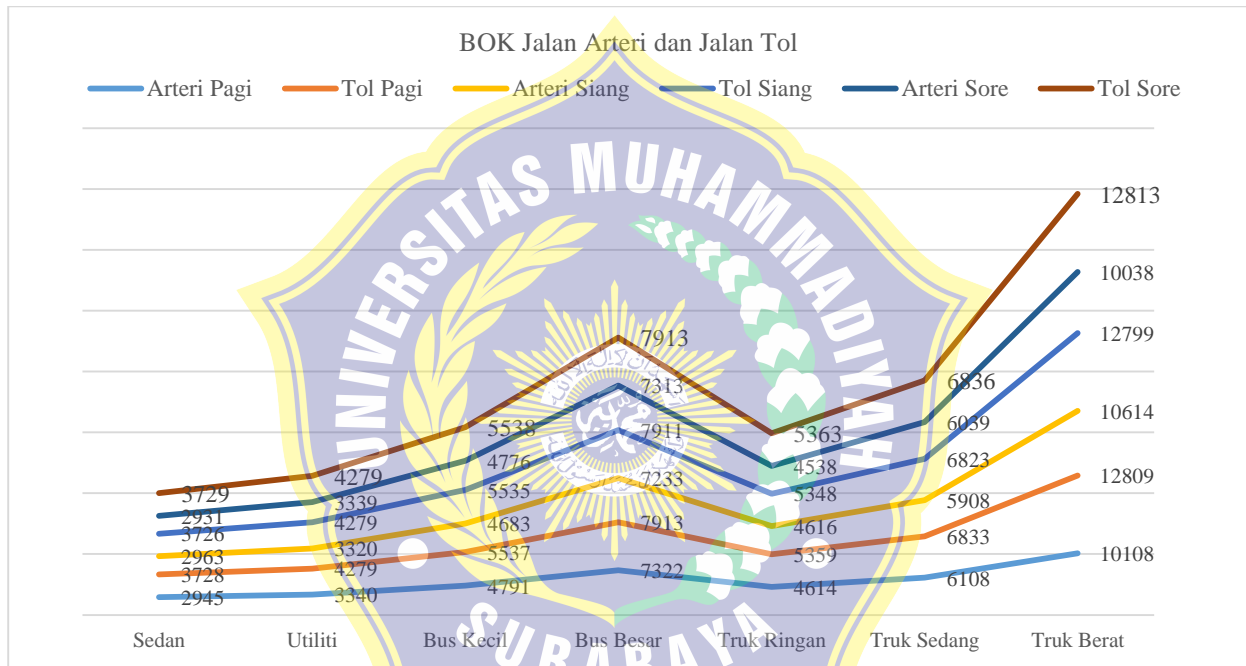 BOK Jalan Arteri dan Jalan Tol
Arteri Pagi Tol Pagi Arteri Siang Tol Siang Arteri Sore Tol Sore
UNIVERSITAS MUHAMMADIYAH
SURABAYA
3729 4279 5538 7913 5363 6836 12813
2931 3339 4776 7313 4538 6039 10038
3726 4279 5535 7911 5348 6823 12799
2963 3320 4683 7233 4616 5908 10614
3728 4279 5537 7913 5359 6833 12809
2945 3340 4791 7322 4614 6108 10108
Sedan Utiliti Bus Kecil Bus Besar Truk Ringan Truk Sedang Truk Berat